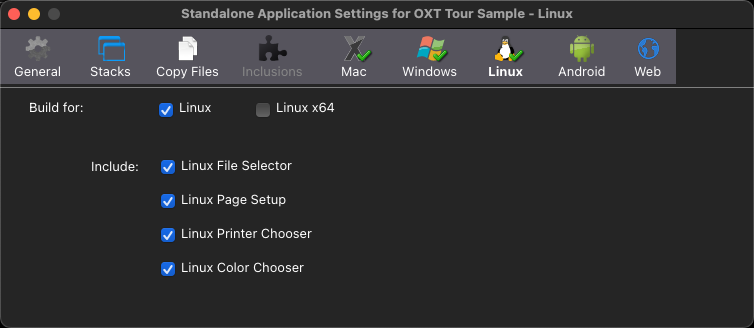 Standalone Application Settings for OXT Tour Sample - Linux
General Stacks Copy Files Inclusions Mac Windows Linux Android Web
Build for: Linux Linux x64
Include: Linux File Selector
Linux Page Setup
Linux Printer Chooser
Linux Color Chooser